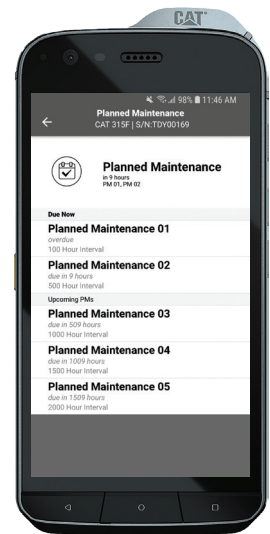 CAT
98% 11:46 AM
Planned Maintenance
CAT 315F | S/N:TDY00169
Planned Maintenance
in 9 hours
PM 01, PM 02
Due Now
Planned Maintenance 01
overdue
100 Hour Interval
Planned Maintenance 02
due in 9 hours
500 Hour Interval
Upcoming PMs
Planned Maintenance 03
due in 509 hours
1000 Hour Interval
Planned Maintenance 04
due in 1009 hours
1500 Hour Interval
Planned Maintenance 05
due in 1509 hours
2000 Hour Interval